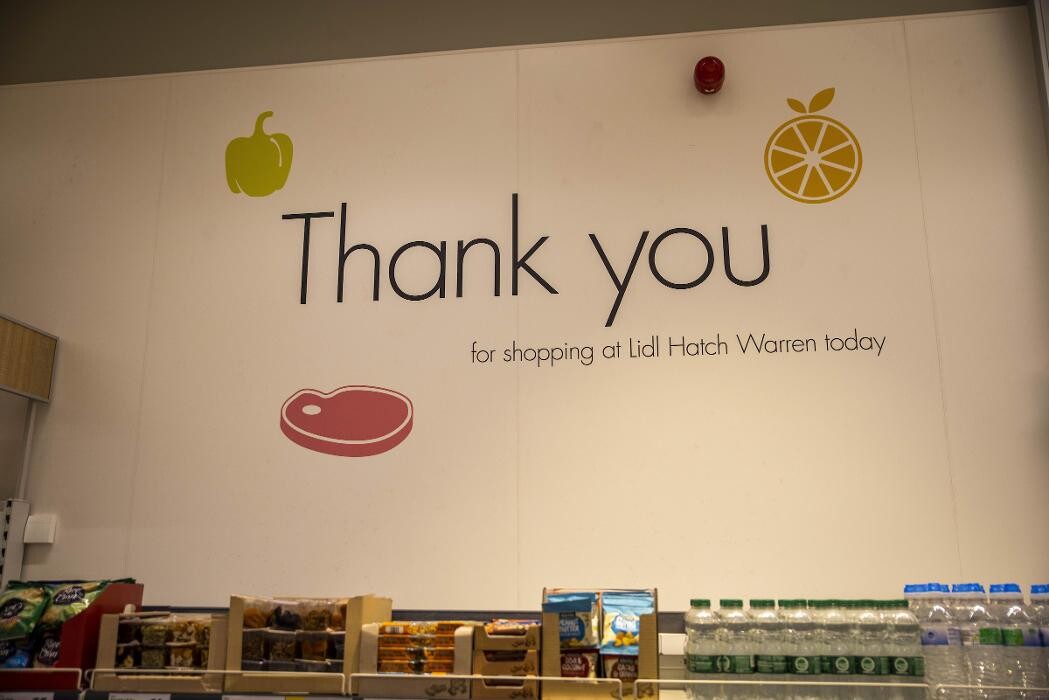 Thank you
for shopping at Lidl Hatch Warren today